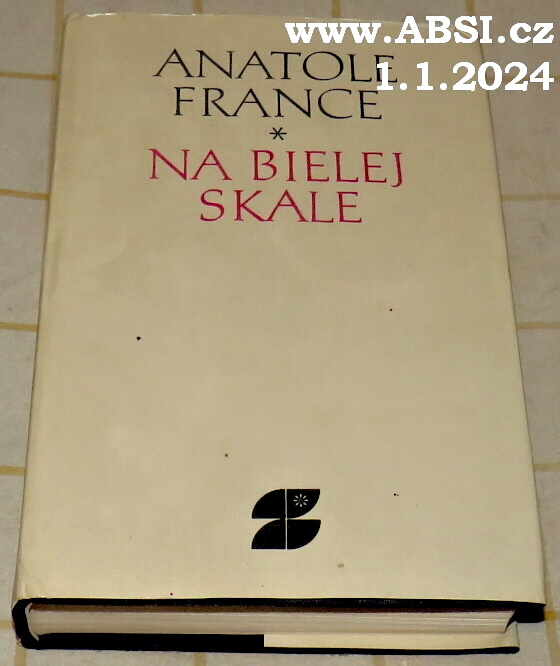 www.ABSI.cz
1.1.2024
ANATOLE
FRANCE
*
NA BIELEJ
SKALE